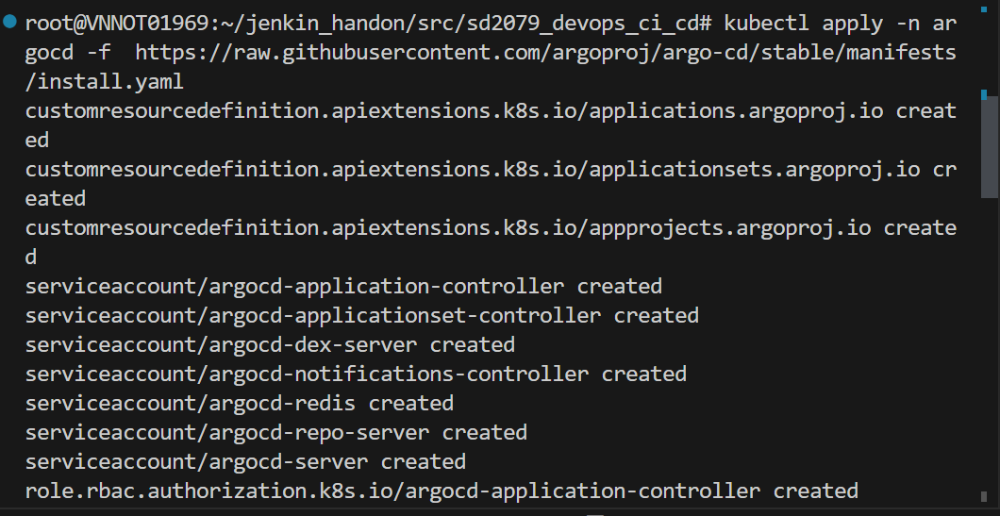 root@VNNOT01969:~/jenkin_handon/src/sd2079_devops_ci_cd# kubectl apply -n ar
gocd -f  https://raw.githubusercontent.com/argoproj/argo-cd/stable/manifests
/install.yaml
customresourcedefinition.apiextensions.k8s.io/applications.argoproj.io creat
ed
customresourcedefinition.apiextensions.k8s.io/applicationsets.argoproj.io cr
eated
customresourcedefinition.apiextensions.k8s.io/appprojects.argoproj.io create
d
serviceaccount/argocd-application-controller created
serviceaccount/argocd-applicationset-controller created
serviceaccount/argocd-dex-server created
serviceaccount/argocd-notifications-controller created
serviceaccount/argocd-redis created
serviceaccount/argocd-repo-server created
serviceaccount/argocd-server created
role.rbac.authorization.k8s.io/argocd-application-controller created